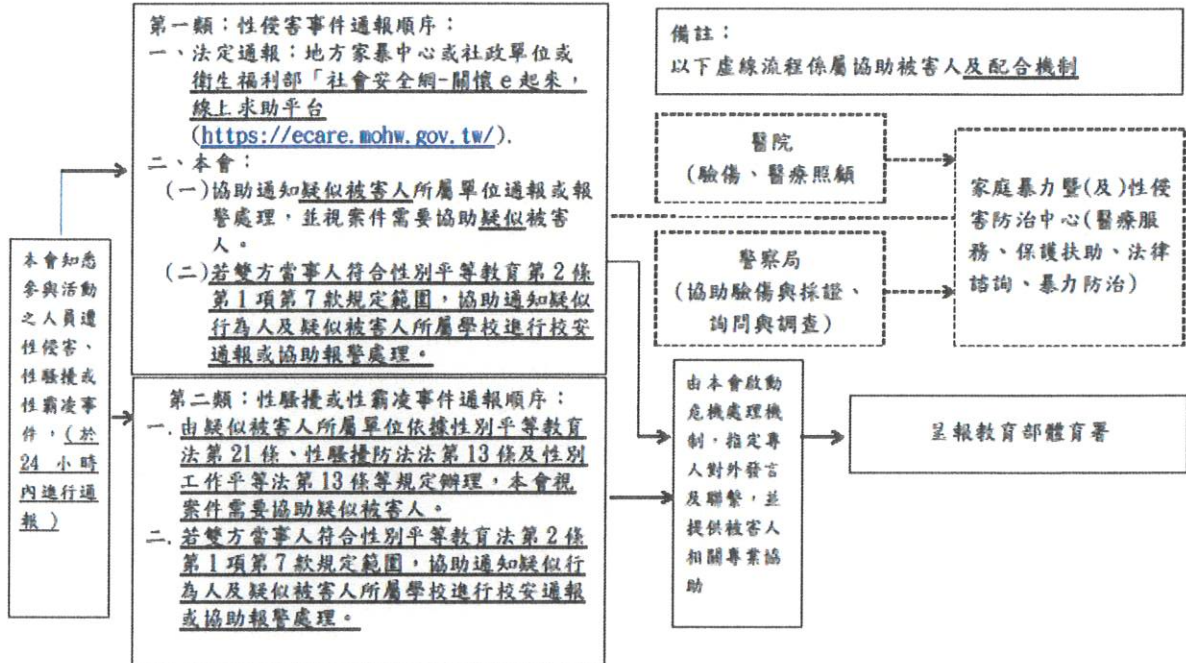 本會知悉
參與活動
之人員遭
性侵害、
性騷擾或
性霸凌事
件，(於
24 小時
內進行通
報)
第一類：性侵害事件通報順序：
一、法定通報：地方家暴中心或社政單位或
衛生福利部「社會安全網-關懷 e 起來，
線上求助平台
(https://ecare.mohw.gov.tw/).
二、本會：
(一)協助通知疑似被害人所屬單位通報或報
警處理，並視案件需要協助疑似被害
人。
(二)若雙方當事人符合性別平等教育第 2 條
第 1 項第 7 款規定範圍，協助通知疑似
行為人及疑似被害人所屬學校進行校安
通報或協助報警處理。
第二類：性騷擾或性霸凌事件通報順序：
一. 由疑似被害人所屬單位依據性別平等教育
法第 21 條、性騷擾防法法第 13 條及性別
工作平等法第 13 條等規定辦理，本會視
案件需要協助疑似被害人。
二. 若雙方當事人符合性別平等教育法第 2 條
第 1 項第 7 款規定範圍，協助通知疑似行
為人及疑似被害人所屬學校進行校安通報
或協助報警處理。
備註：
以下虛線流程係屬協助被害人及配合機制
醫院
(驗傷、醫療照顧
警察局
(協助驗傷與採證、
詢問與調查)
家庭暴力暨(及)性侵
害防治中心(醫療服
務、保護扶助、法律
諮詢、暴力防治)
由本會啟動
危機處理機
制，指定專
人對外發言
及聯繫，並
提供被害人
相關專業協
助
呈報教育部體育署